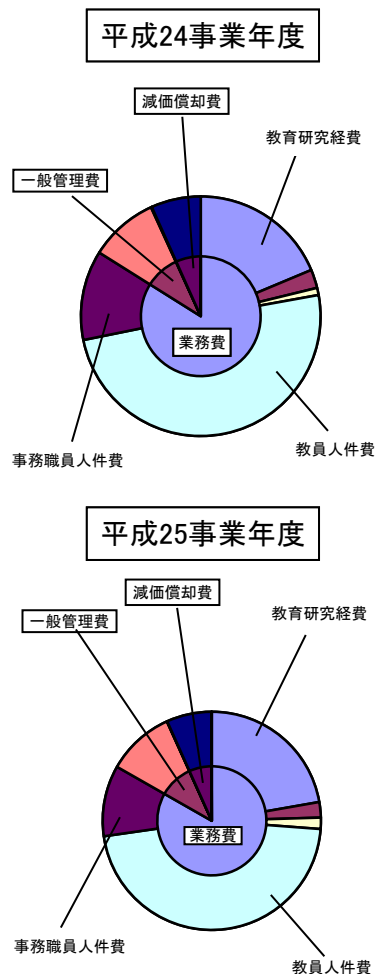 平成24事業年度
減価償却費
教育研究経費
一般管理費
業務費
教員人件費
事務職員人件費
平成25事業年度
減価償却費
教育研究経費
一般管理費
業務費
事務職員人件費
教員人件費